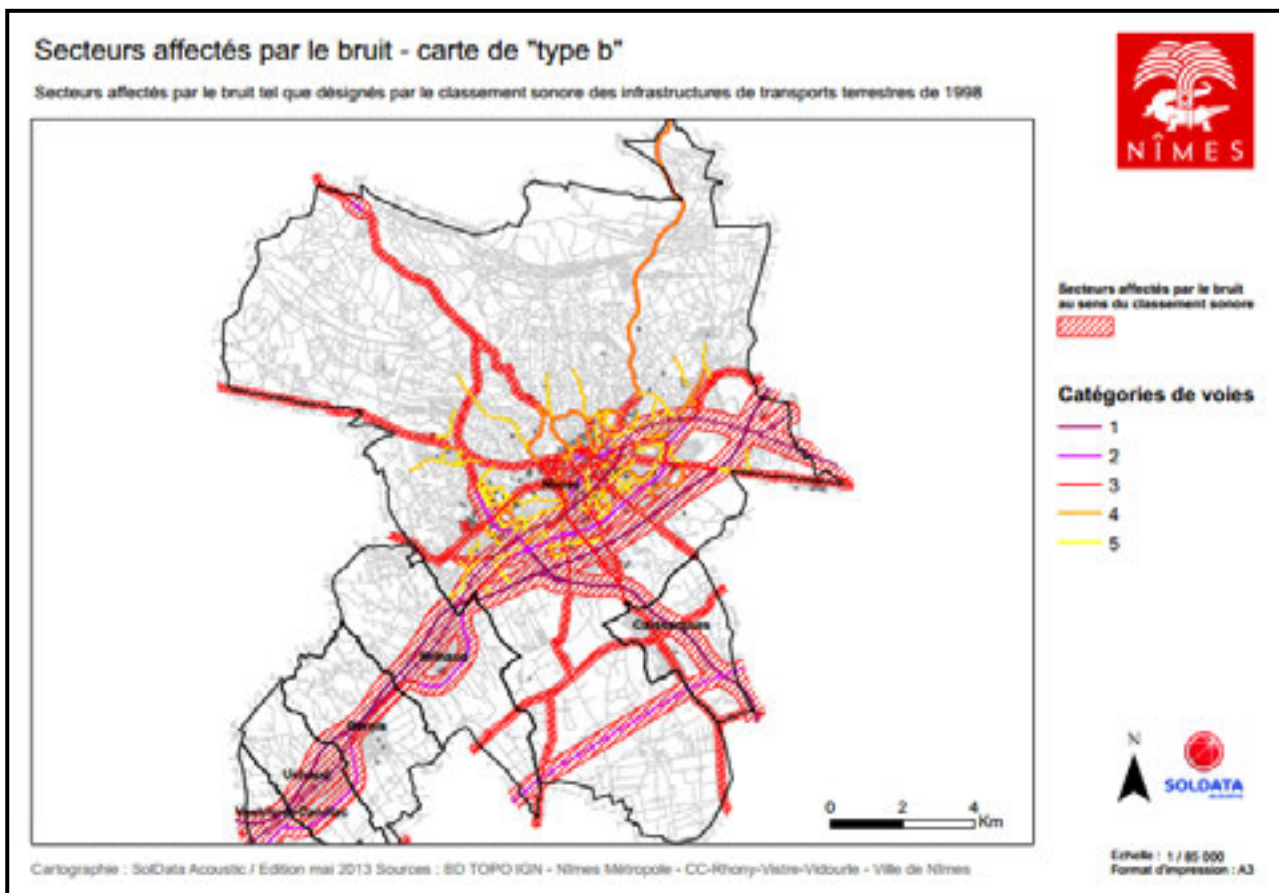 Secteurs affectés par le bruit - carte de "type b"
Secteurs affectés par le bruit tel que désignés par le classement sonore des infrastructures de transports terrestres de 1998
NÎMES
Secteurs affectés par le bruit
au sens du classement sonore
Catégories de voies
1
2
3
4
5
Nîmes
Caissargues
Milhaud
Bernis
Uchaud
N
SOLDATA
0 2 4
Km
Cartographie : SolData Acoustic / Edition mai 2013 Sources : BD TOPO IGN - Nîmes Métropole - CC-Rhony-Vistre-Vidourle - Ville de Nîmes
Echelle : 1 / 85 000
Format d'impression : A3